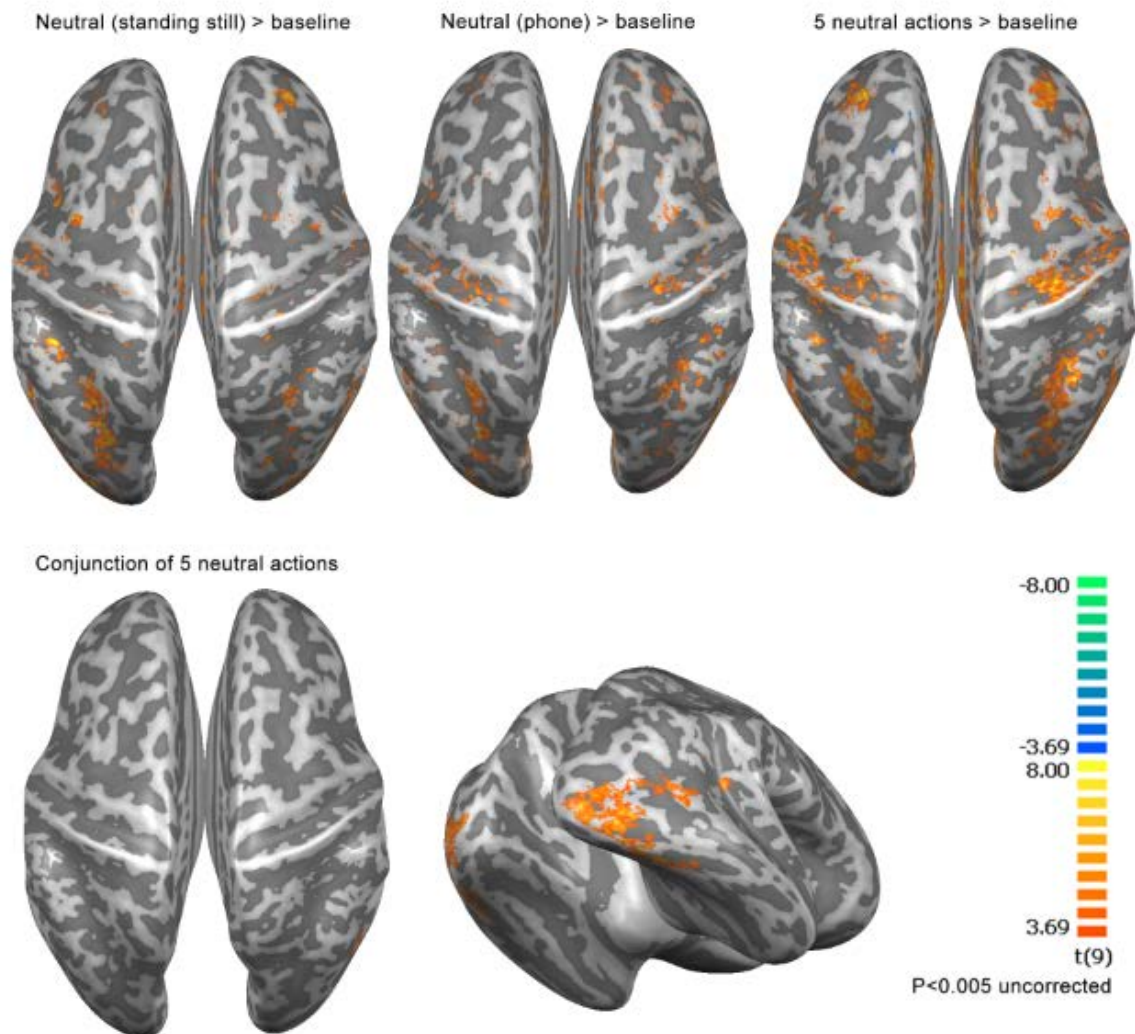 Neutral (standing still) > baseline
Neutral (phone) > baseline
5 neutral actions > baseline
Conjunction of 5 neutral actions
-8.00
-3.69
8.00
3.69
t(9)
P<0.005 uncorrected